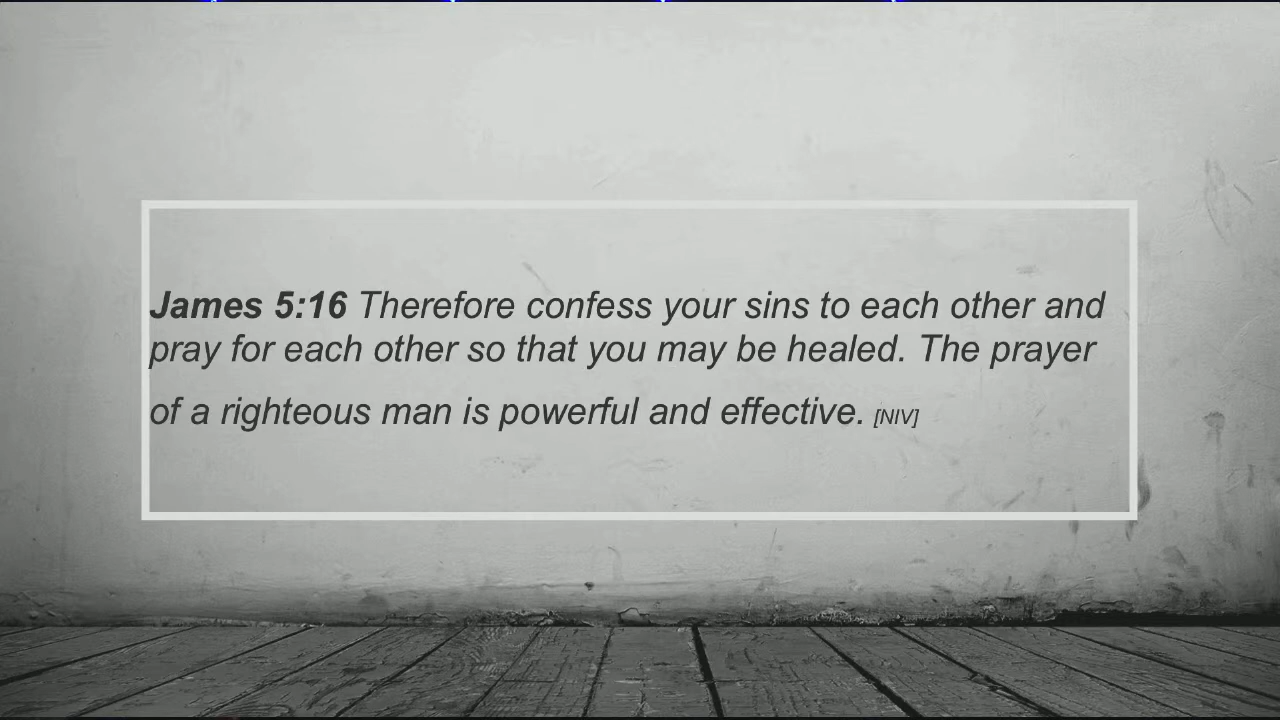 James 5:16 Therefore confess your sins to each other and
pray for each other so that you may be healed. The prayer
of a righteous man is powerful and effective. [NIV]